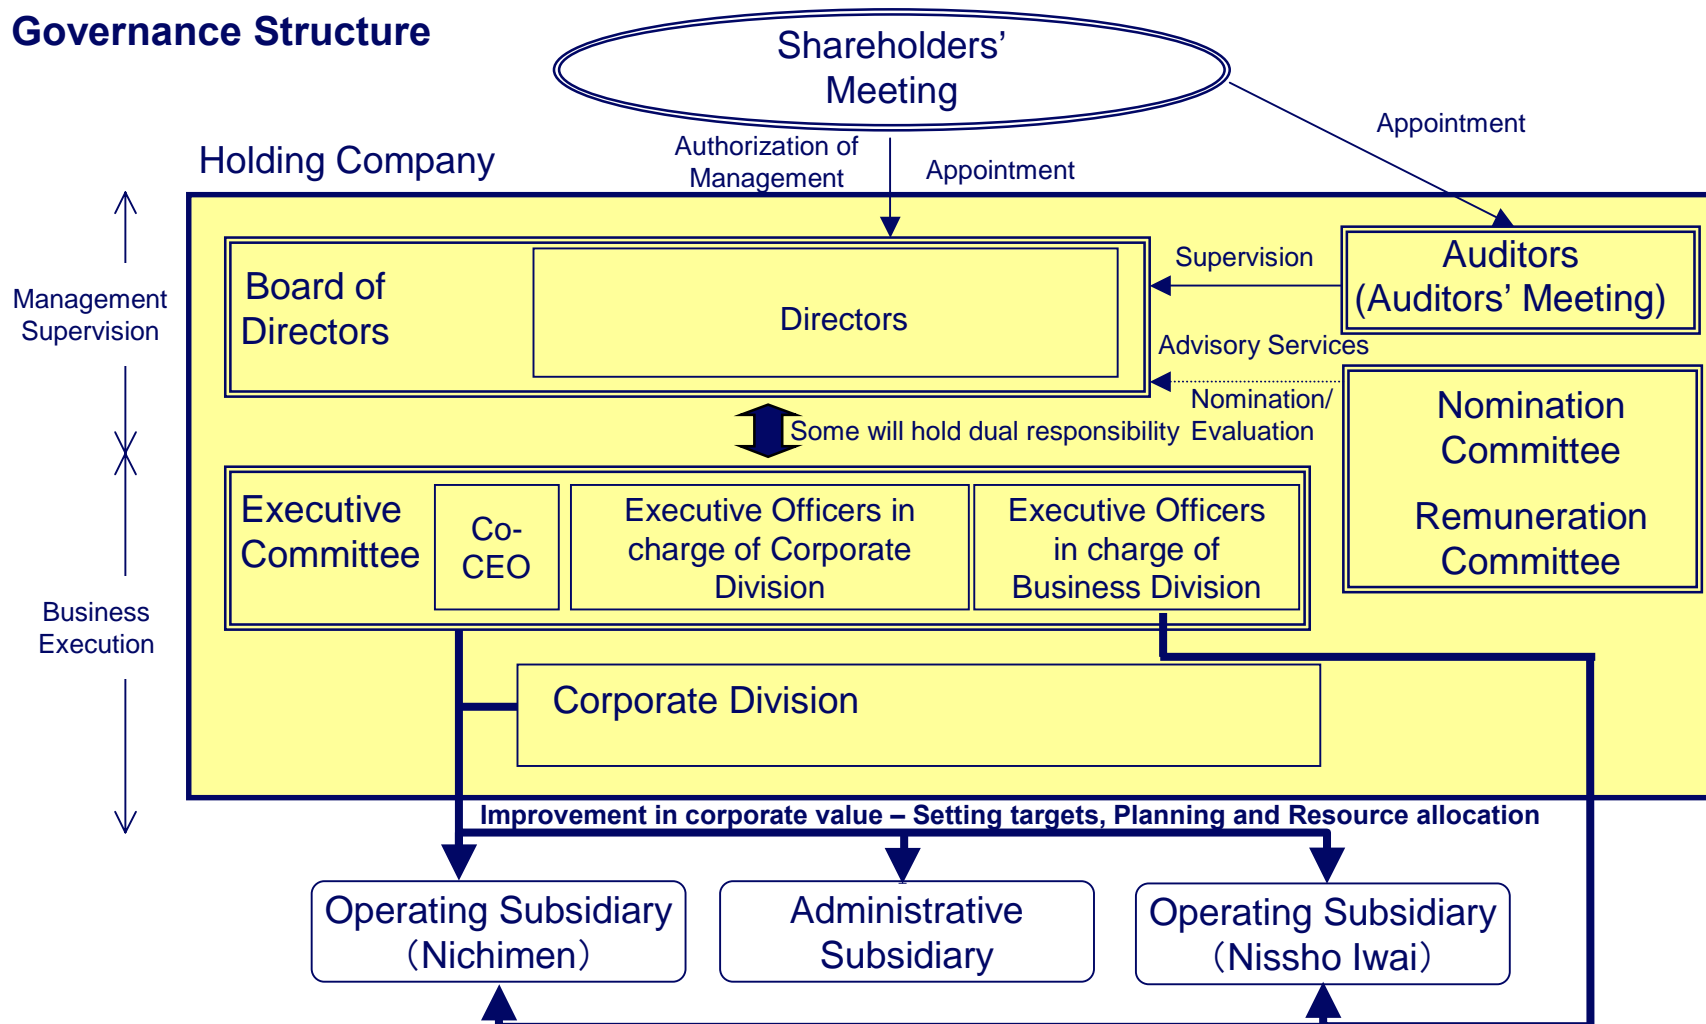 Governance Structure
Shareholders’
Meeting
Appointment
Authorization of
Management
Appointment
Holding Company
Management
Supervision
Board of
Directors
Directors
Supervision
Auditors
(Auditors’ Meeting)
Advisory Services
Nomination/
Evaluation
Nomination
Committee
Remuneration
Committee
Some will hold dual responsibility
Executive
Committee
Co-
CEO
Executive Officers in
charge of Corporate
Division
Executive Officers
in charge of
Business Division
Business
Execution
Corporate Division
Improvement in corporate value – Setting targets, Planning and Resource allocation
Operating Subsidiary
（Nichimen）
Administrative
Subsidiary
Operating Subsidiary
（Nissho Iwai）